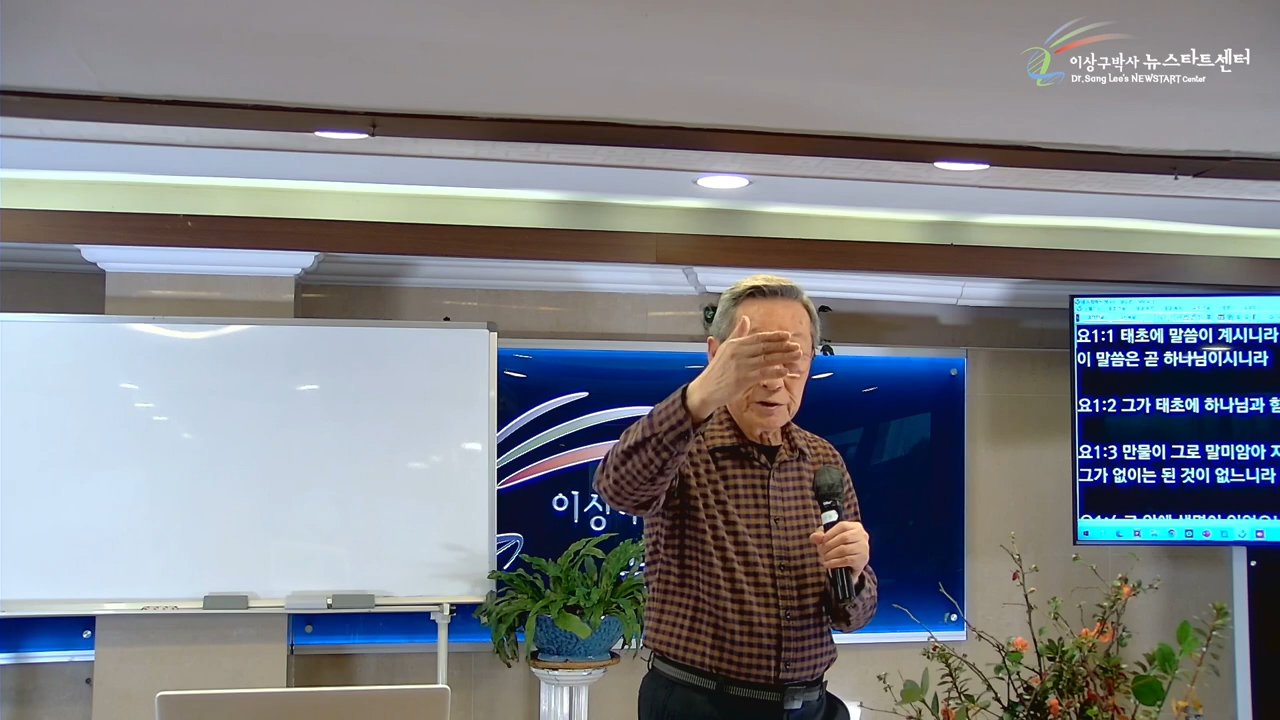 이상구박사 뉴스타트센터
Dr. Sang Lee's NEWSTART Center
이상
요1:1 태초에 말씀이 계시니라
이 말씀은 곧 하나님이시니라
요1:2 그가 태초에 하나님과 함
요1:3 만물이 그로 말미암아 지
그가 없이는 된 것이 없느니라